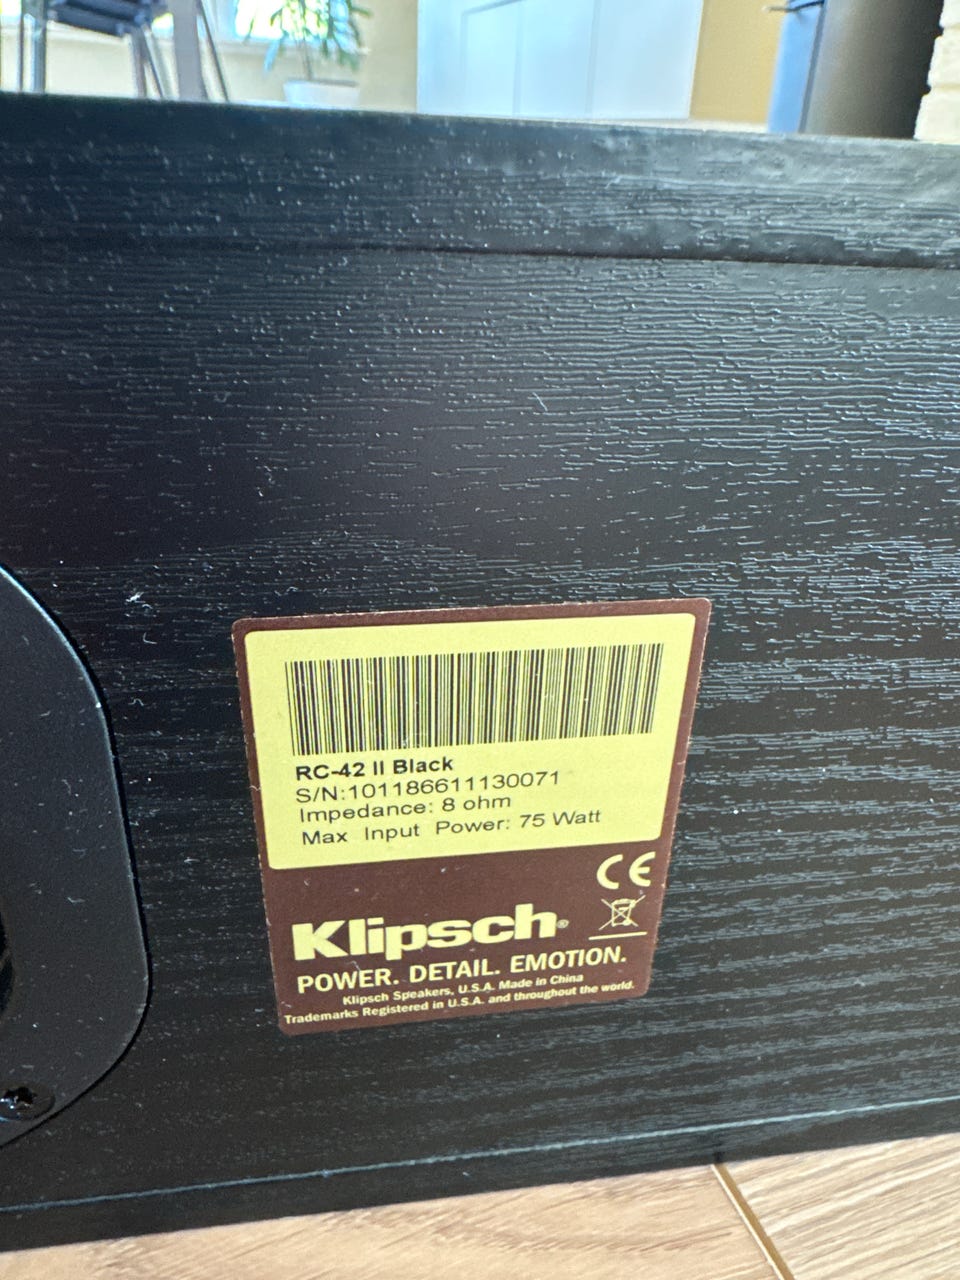 RC-42 II Black
S/N:101186611130071
Impedance: 8 ohm
Max Input Power: 75 Watt
CE
Klipsch®
POWER. DETAIL. EMOTION.
Klipsch Speakers, U.S.A. Made in China
Trademarks Registered in U.S.A. and throughout the world.